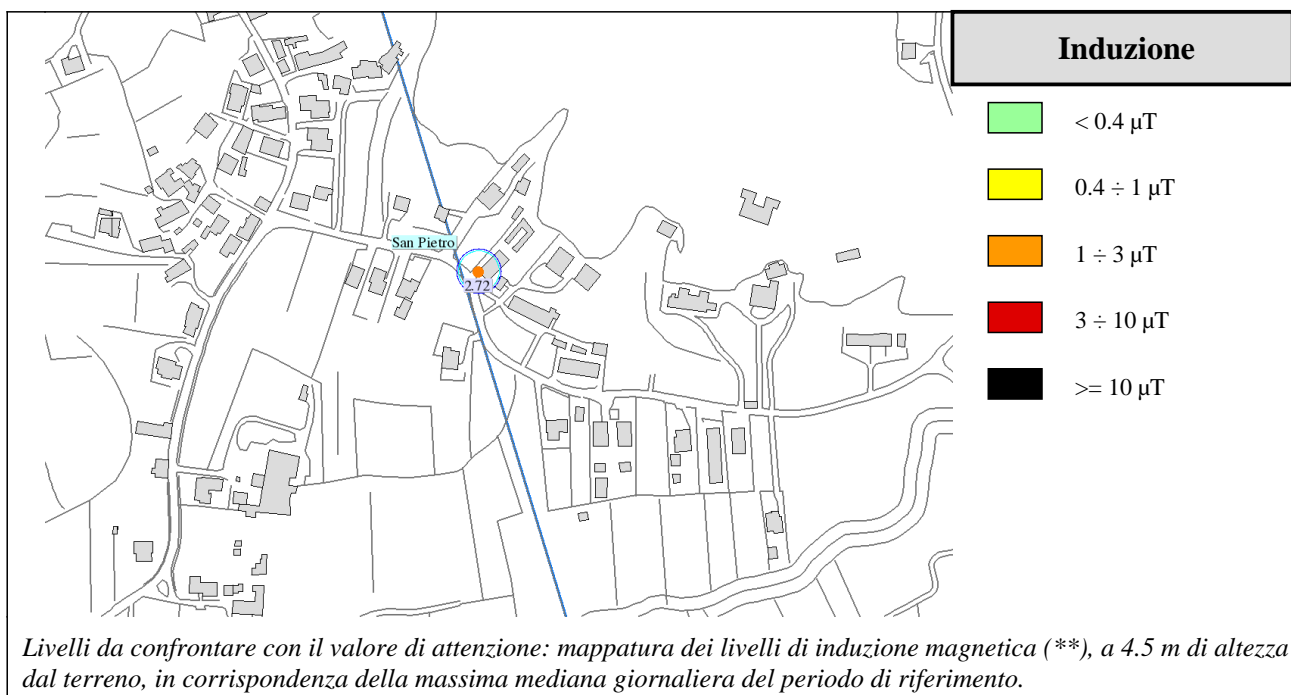 Induzione
< 0.4 µT
0.4 ÷ 1 µT
1 ÷ 3 µT
3 ÷ 10 µT
>= 10 µT
San Pietro
2.72
Livelli da confrontare con il valore di attenzione: mappatura dei livelli di induzione magnetica (**), a 4.5 m di altezza
dal terreno, in corrispondenza della massima mediana giornaliera del periodo di riferimento.